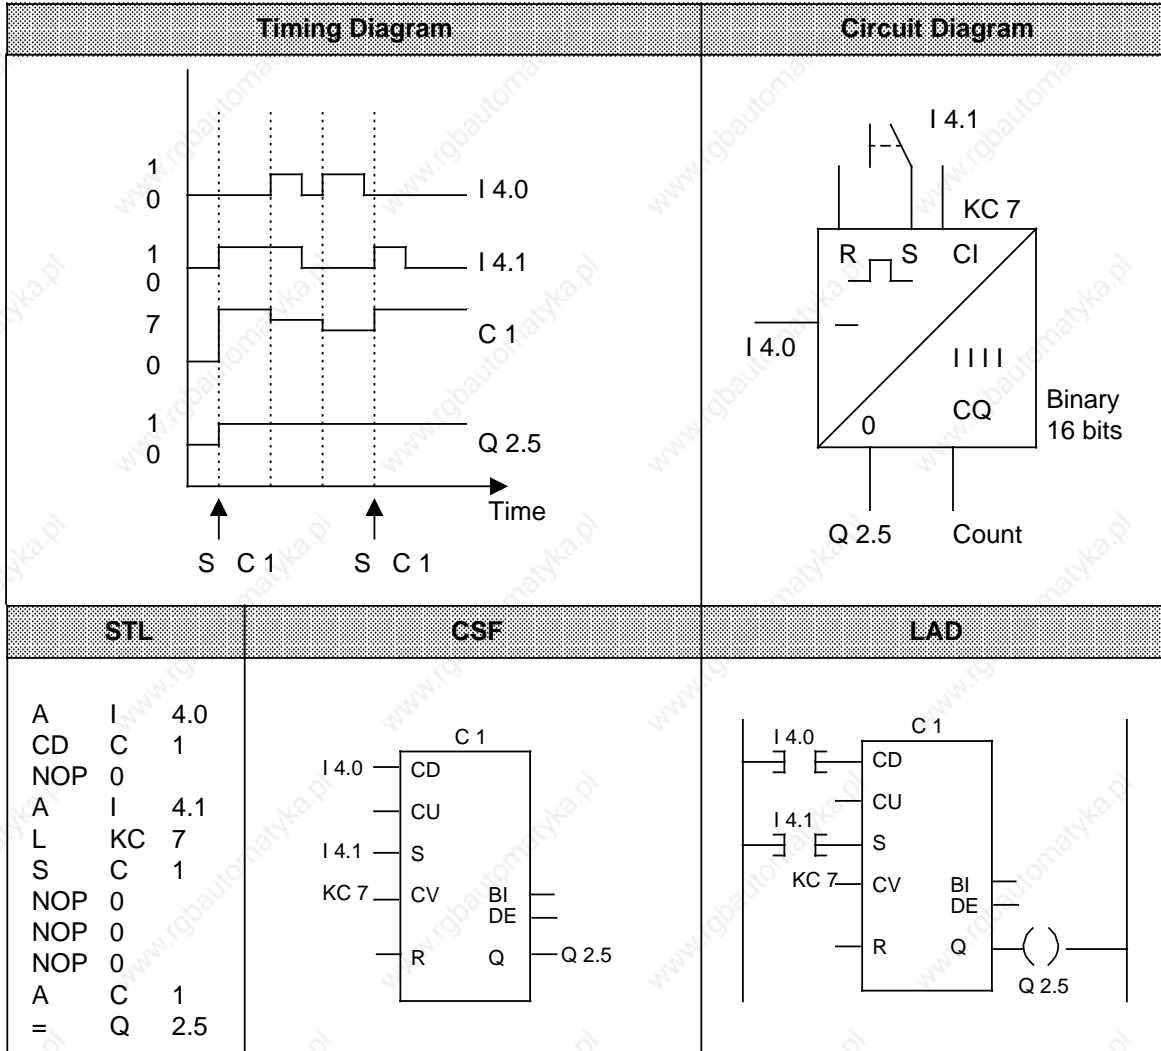 Timing Diagram
Circuit Diagram
1
0
I 4.0
1
0
I 4.1
7
0
C 1
1
0
Q 2.5
Time
S C 1
S C 1
I 4.1
KC 7
R S CI
I 4.0
I I I I
CQ
0
Binary
16 bits
Q 2.5
Count
STL
CSF
LAD
A I 4.0
CD C 1
NOP 0
A I 4.1
L KC 7
S C 1
NOP 0
NOP 0
NOP 0
A C 1
= Q 2.5
C 1
I 4.0 CD
CU
I 4.1 S
KC 7 CV BI
DE
R Q Q 2.5
C 1
I 4.0
CD
CU
I 4.1
S
KC 7 CV BI
DE
R Q
Q 2.5
www.rgbautomatyka.pl